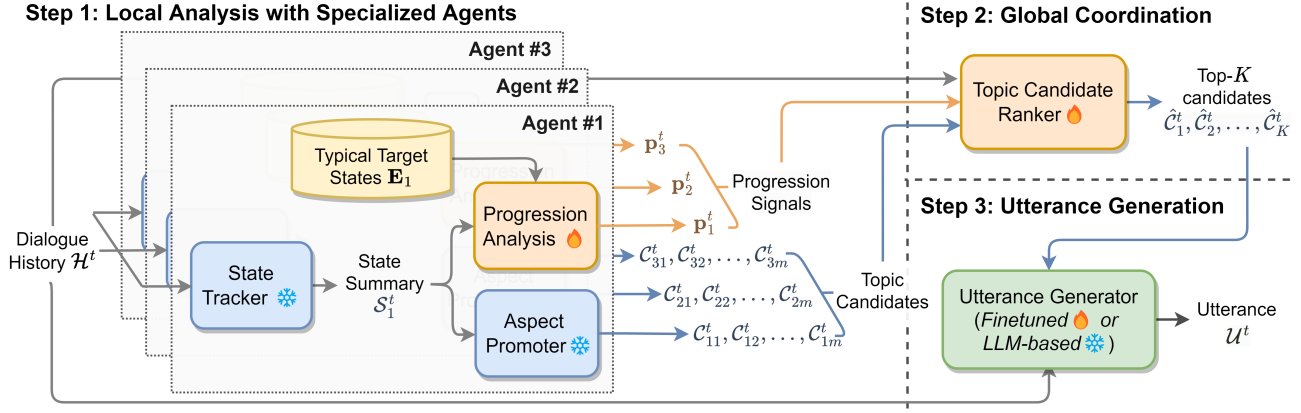 Step 1: Local Analysis with Specialized Agents
Agent #3
Agent #2
Agent #1
Typical Target
States E₁
Progression
Analysis
Dialogue
History ℋᵗ
State
Tracker
State
Summary
𝒮₁ᵗ
Aspect
Promoter
p₃ᵗ
p₂ᵗ
p₁ᵗ
Progression
Signals
𝒞₃₁ᵗ, 𝒞₃₂ᵗ, ..., 𝒞₃ₘᵗ
𝒞₂₁ᵗ, 𝒞₂₂ᵗ, ..., 𝒞₂ₘᵗ
𝒞₁₁ᵗ, 𝒞₁₂ᵗ, ..., 𝒞₁ₘᵗ
Topic
Candidates
Step 2: Global Coordination
Topic Candidate
Ranker
Top-K
candidates
𝒞̂₁ᵗ, 𝒞̂₂ᵗ, ..., 𝒞̂_Kᵗ
Step 3: Utterance Generation
Utterance Generator
(Finetuned or
LLM-based )
Utterance
𝒰ᵗ